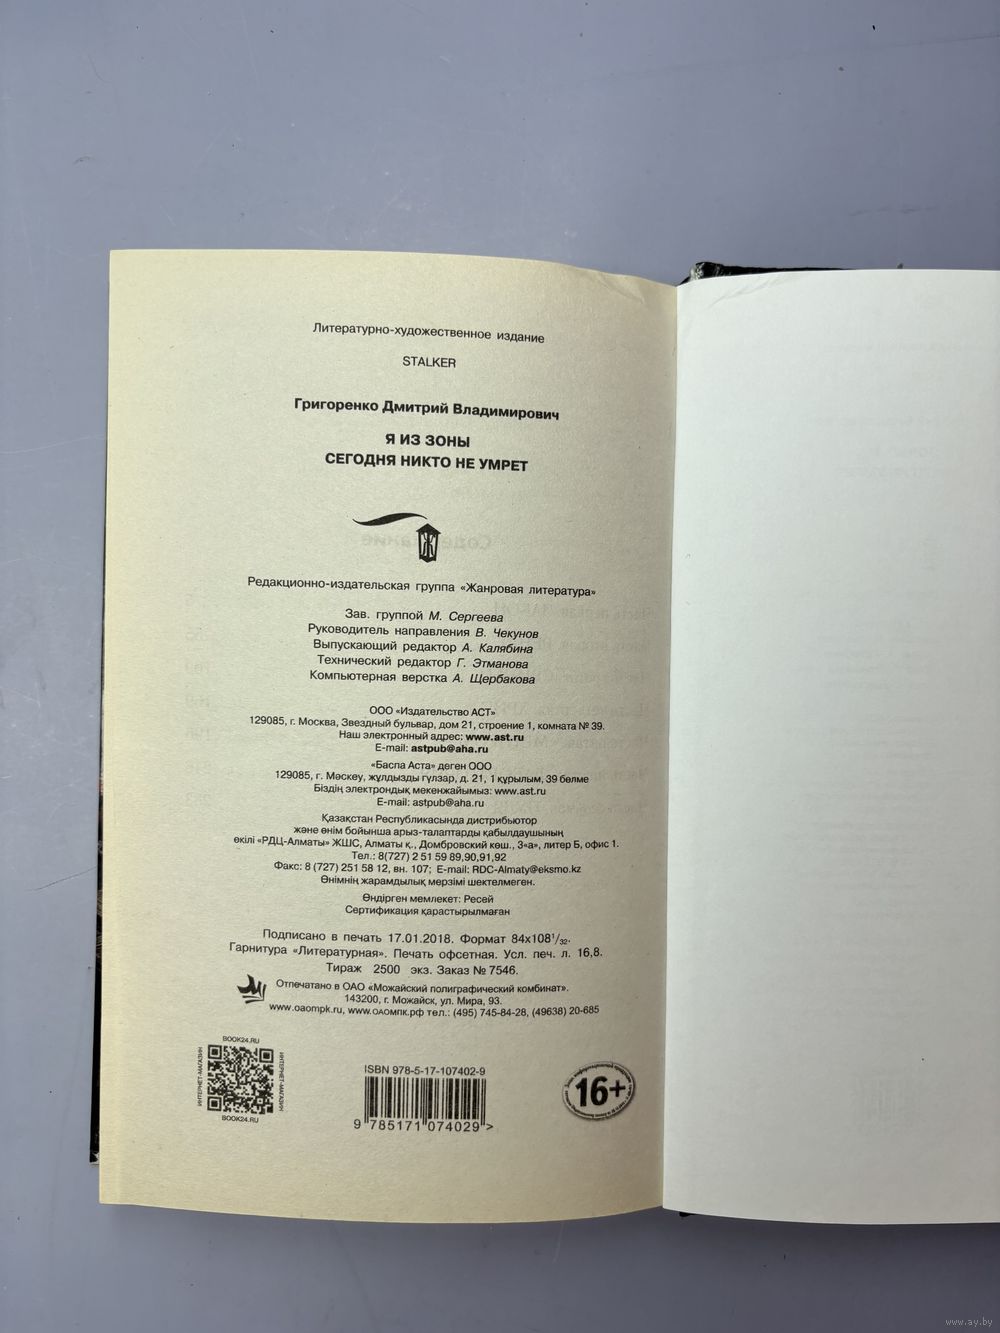 Литературно-художественное издание
STALKER
Григоренко Дмитрий Владимирович
Я ИЗ ЗОНЫ
СЕГОДНЯ НИКТО НЕ УМРЕТ
Ж
Редакционно-издательская группа «Жанровая литература»
Зав. группой М. Сергеева
Руководитель направления В. Чекунов
Выпускающий редактор А. Калябина
Технический редактор Г. Этманова
Компьютерная верстка А. Щербакова
ООО «Издательство АСТ»
129085, г. Москва, Звездный бульвар, дом 21, строение 1, комната № 39.
Наш электронный адрес: www.ast.ru
E-mail: astpub@aha.ru
«Баспа Аста» деген ООО
129085, г. Мәскеу, жұлдызды гүлзар, д. 21, 1 құрылым, 39 бөлме
Біздің электрондық мекенжайымыз: www.ast.ru
E-mail: astpub@aha.ru
Қазақстан Республикасында дистрибьютор
және өнім бойынша арыз-талаптарды қабылдаушының
өкілі «РДЦ-Алматы» ЖШС, Алматы қ., Домбровский көш., 3«а», литер Б, офис 1.
Тел.: 8(727) 2 51 59 89,90,91,92
Факс: 8 (727) 251 58 12, вн. 107; E-mail: RDC-Almaty@eksmo.kz
Өнімнің жарамдылық мерзімі шектелмеген.
Өндірген мемлекет: Ресей
Сертификация қарастырылмаған
Подписано в печать 17.01.2018. Формат 84x108 1/32.
Гарнитура «Литературная». Печать офсетная. Усл. печ. л. 16,8.
Тираж 2500 экз. Заказ № 7546.
Отпечатано в ОАО «Можайский полиграфический комбинат».
143200, г. Можайск, ул. Мира, 93.
www.oaompk.ru, www.ОАОМПК.рф тел.: (495) 745-84-28, (49638) 20-685
BOOK24.RU
ИНТЕРНЕТ-МАГАЗИН
ИНТЕРНЕТ-МАГАЗИН
BOOK24.RU
ISBN 978-5-17-107402-9
9 785171 074029 >
16+
www.ay.by